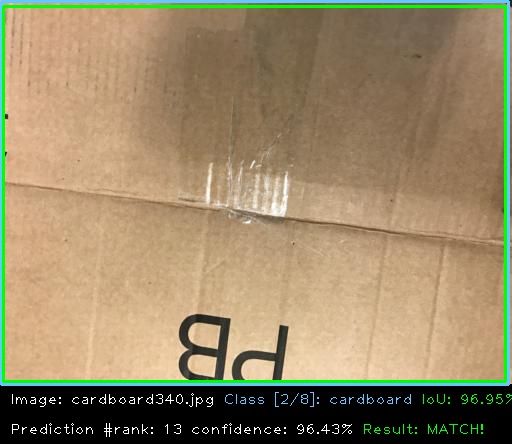 PB
Image: cardboard340.jpg Class [2/8]: cardboard IoU: 96.95%
Prediction #rank: 13 confidence: 96.43% Result: MATCH!